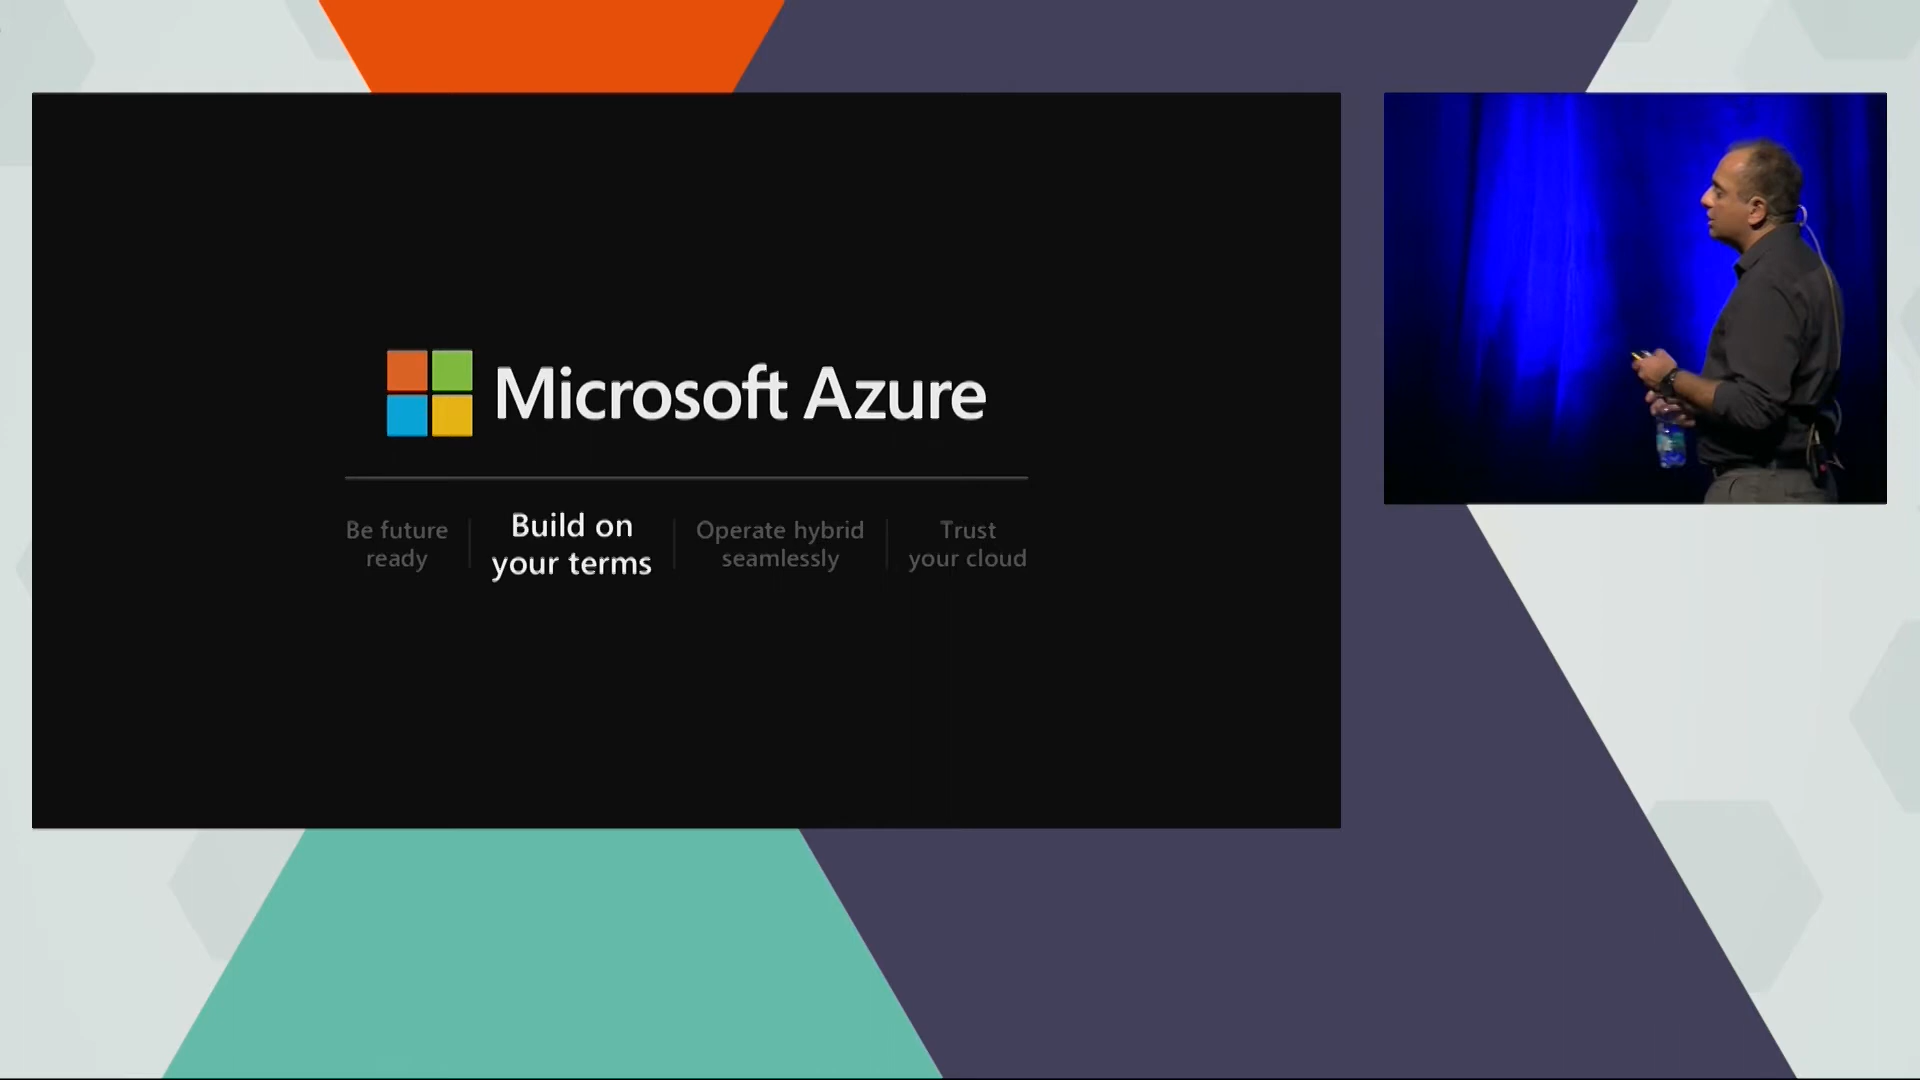 Microsoft Azure
Be future
ready
Build on
your terms
Operate hybrid
seamlessly
Trust
your cloud